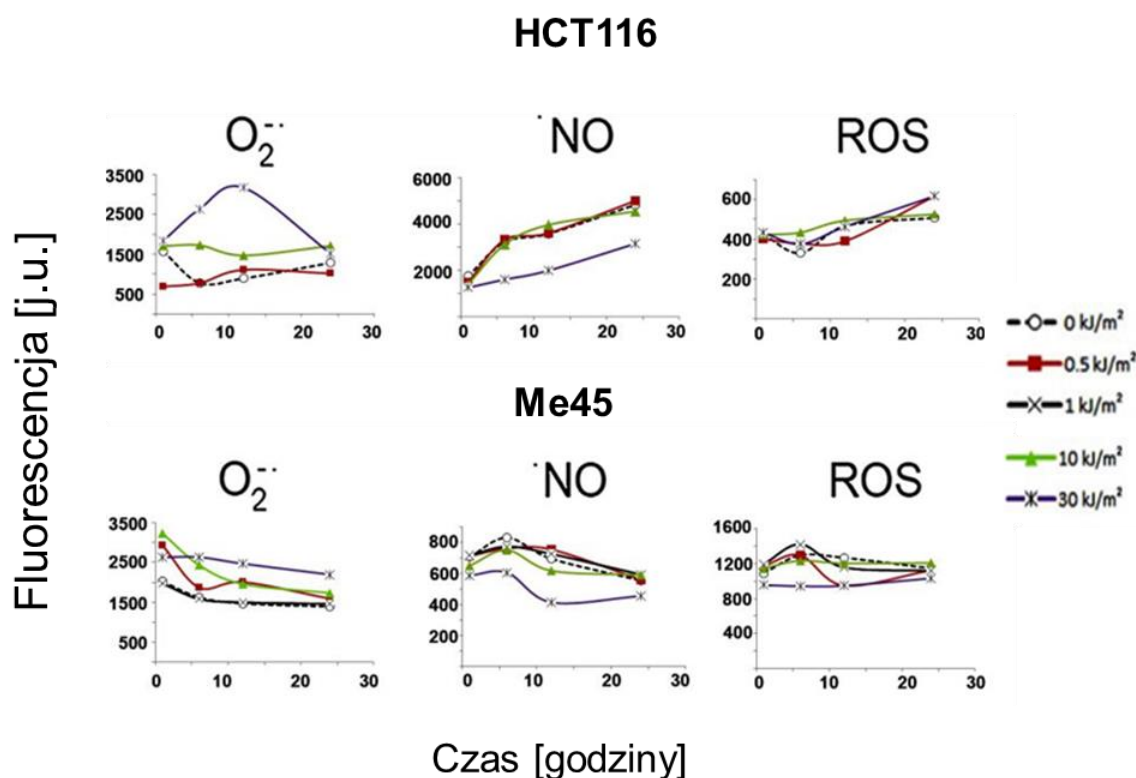 HCT116
O₂⁻˙ ˙NO ROS
3500
2500
1500
500
0 10 20 30
6000
4000
2000
0 10 20 30
600
400
200
0 10 20 30
Fluorescencja [j.u.]
0 kJ/m²
0.5 kJ/m²
1 kJ/m²
10 kJ/m²
30 kJ/m²
Me45
O₂⁻˙ ˙NO ROS
3500
2500
1500
500
0 10 20 30
800
600
400
200
0 10 20 30
1600
1200
800
400
0 10 20 30
Czas [godziny]